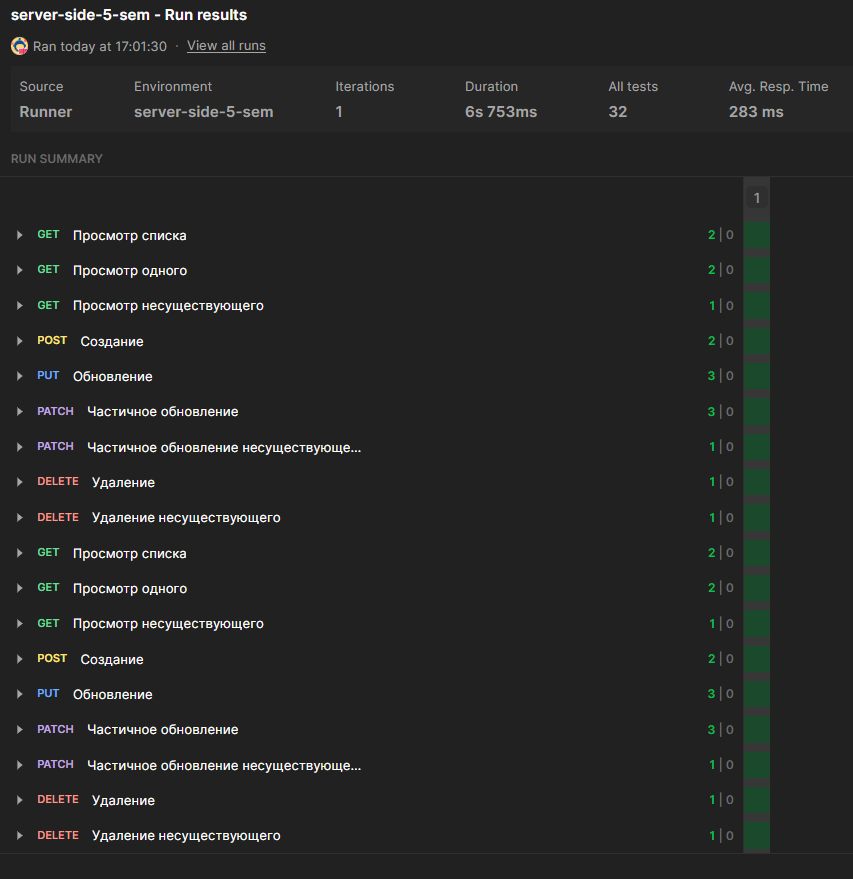 server-side-5-sem - Run results
Ran today at 17:01:30 · View all runs
Source Environment Iterations Duration All tests Avg. Resp. Time
Runner server-side-5-sem 1 6s 753ms 32 283 ms
RUN SUMMARY
1
GET Просмотр списка 2 | 0
GET Просмотр одного 2 | 0
GET Просмотр несуществующего 1 | 0
POST Создание 2 | 0
PUT Обновление 3 | 0
PATCH Частичное обновление 3 | 0
PATCH Частичное обновление несуществующе... 1 | 0
DELETE Удаление 1 | 0
DELETE Удаление несуществующего 1 | 0
GET Просмотр списка 2 | 0
GET Просмотр одного 2 | 0
GET Просмотр несуществующего 1 | 0
POST Создание 2 | 0
PUT Обновление 3 | 0
PATCH Частичное обновление 3 | 0
PATCH Частичное обновление несуществующе... 1 | 0
DELETE Удаление 1 | 0
DELETE Удаление несуществующего 1 | 0